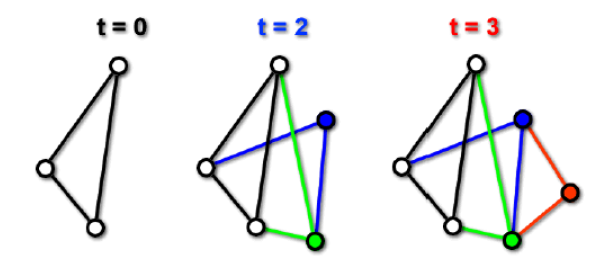 t = 0 t = 2 t = 3